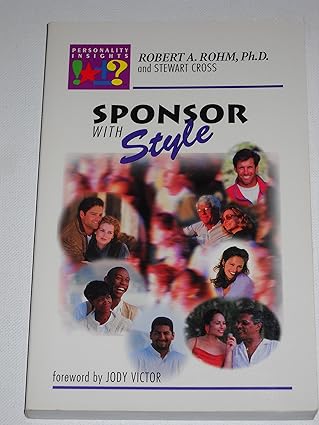 PERSONALITY
INSIGHTS
!*?
ROBERT A. ROHM, Ph.D.
and STEWART CROSS
SPONSOR
WITH Style
foreword by JODY VICTOR